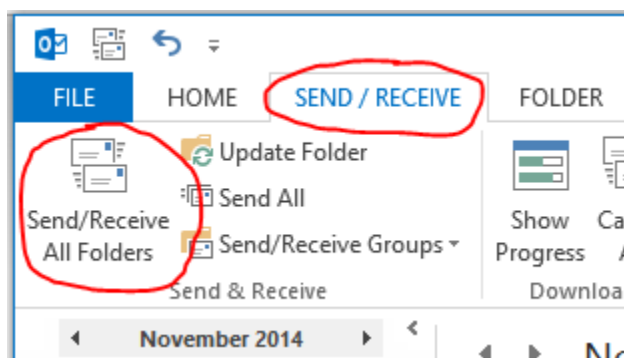 FILE HOME SEND / RECEIVE FOLDER
Update Folder
Send All
Send/Receive Groups
Send/Receive
All Folders
Show
Progress
Send & Receive
November 2014